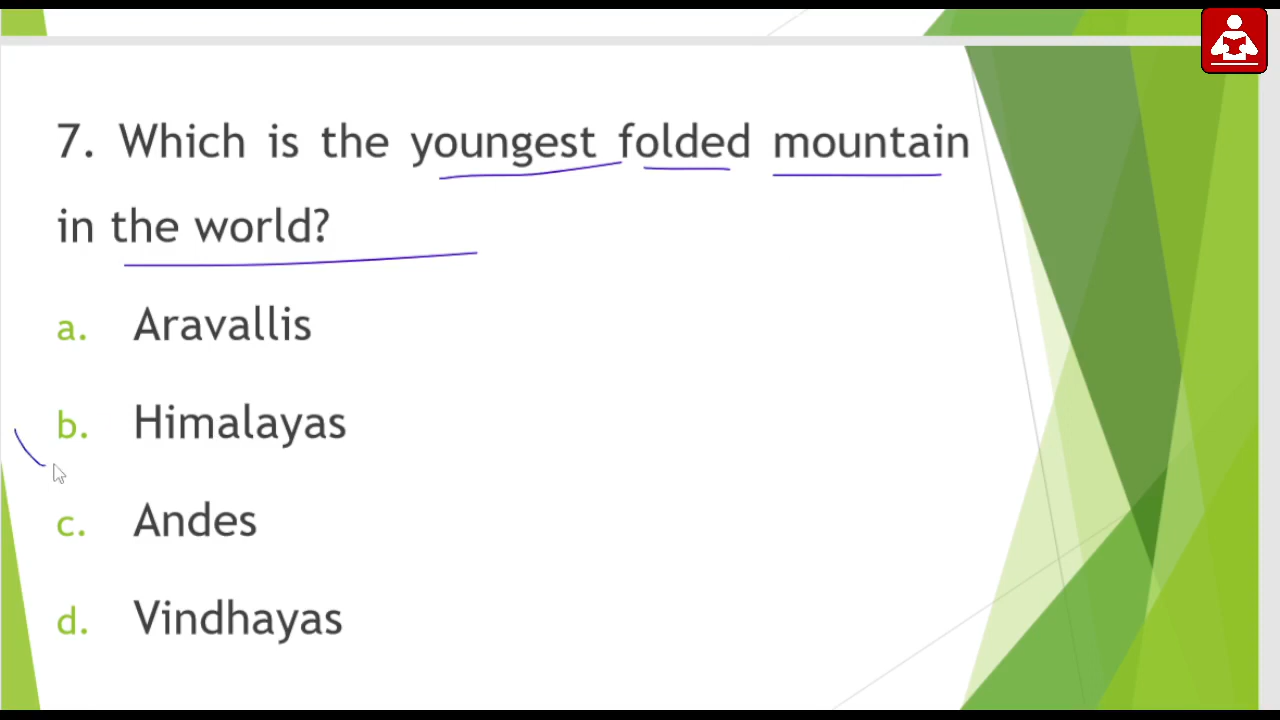 7. Which is the youngest folded mountain
in the world?
a. Aravallis
b. Himalayas
c. Andes
d. Vindhayas